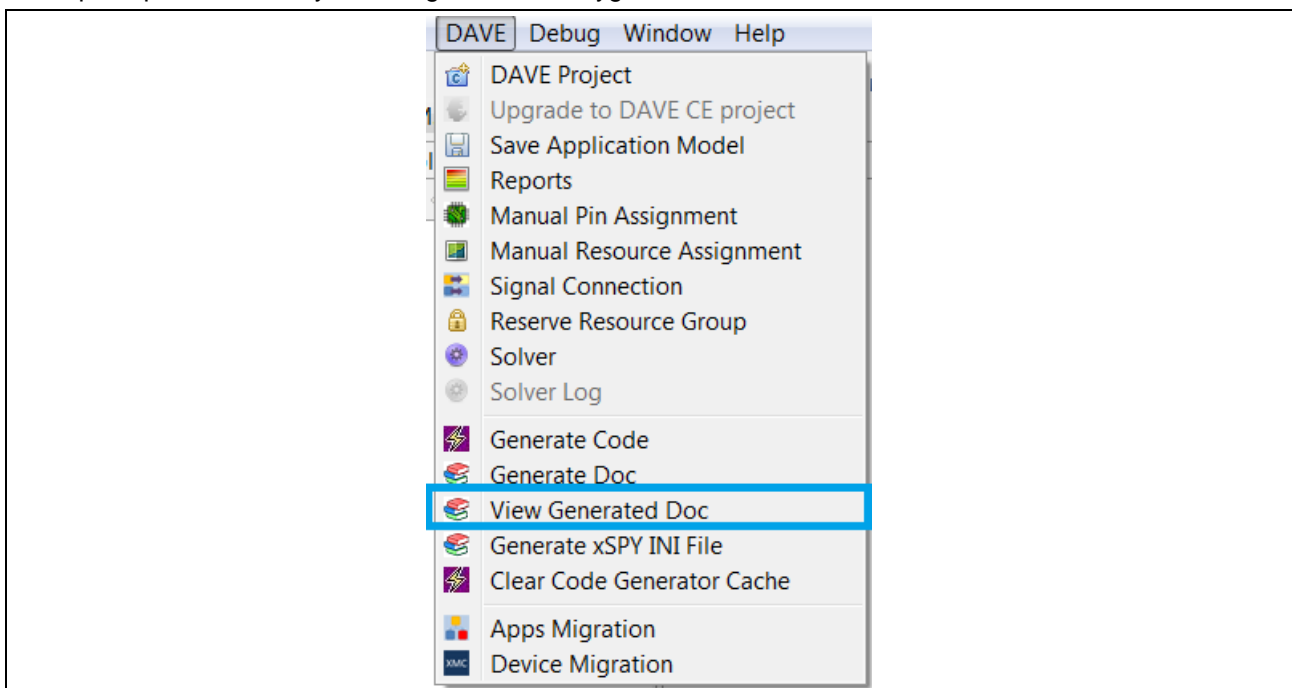 DAVE Debug Window Help
DAVE Project
Upgrade to DAVE CE project
Save Application Model
Reports
Manual Pin Assignment
Manual Resource Assignment
Signal Connection
Reserve Resource Group
Solver
Solver Log
Generate Code
Generate Doc
View Generated Doc
Generate xSPY INI File
Clear Code Generator Cache
Apps Migration
XMC Device Migration